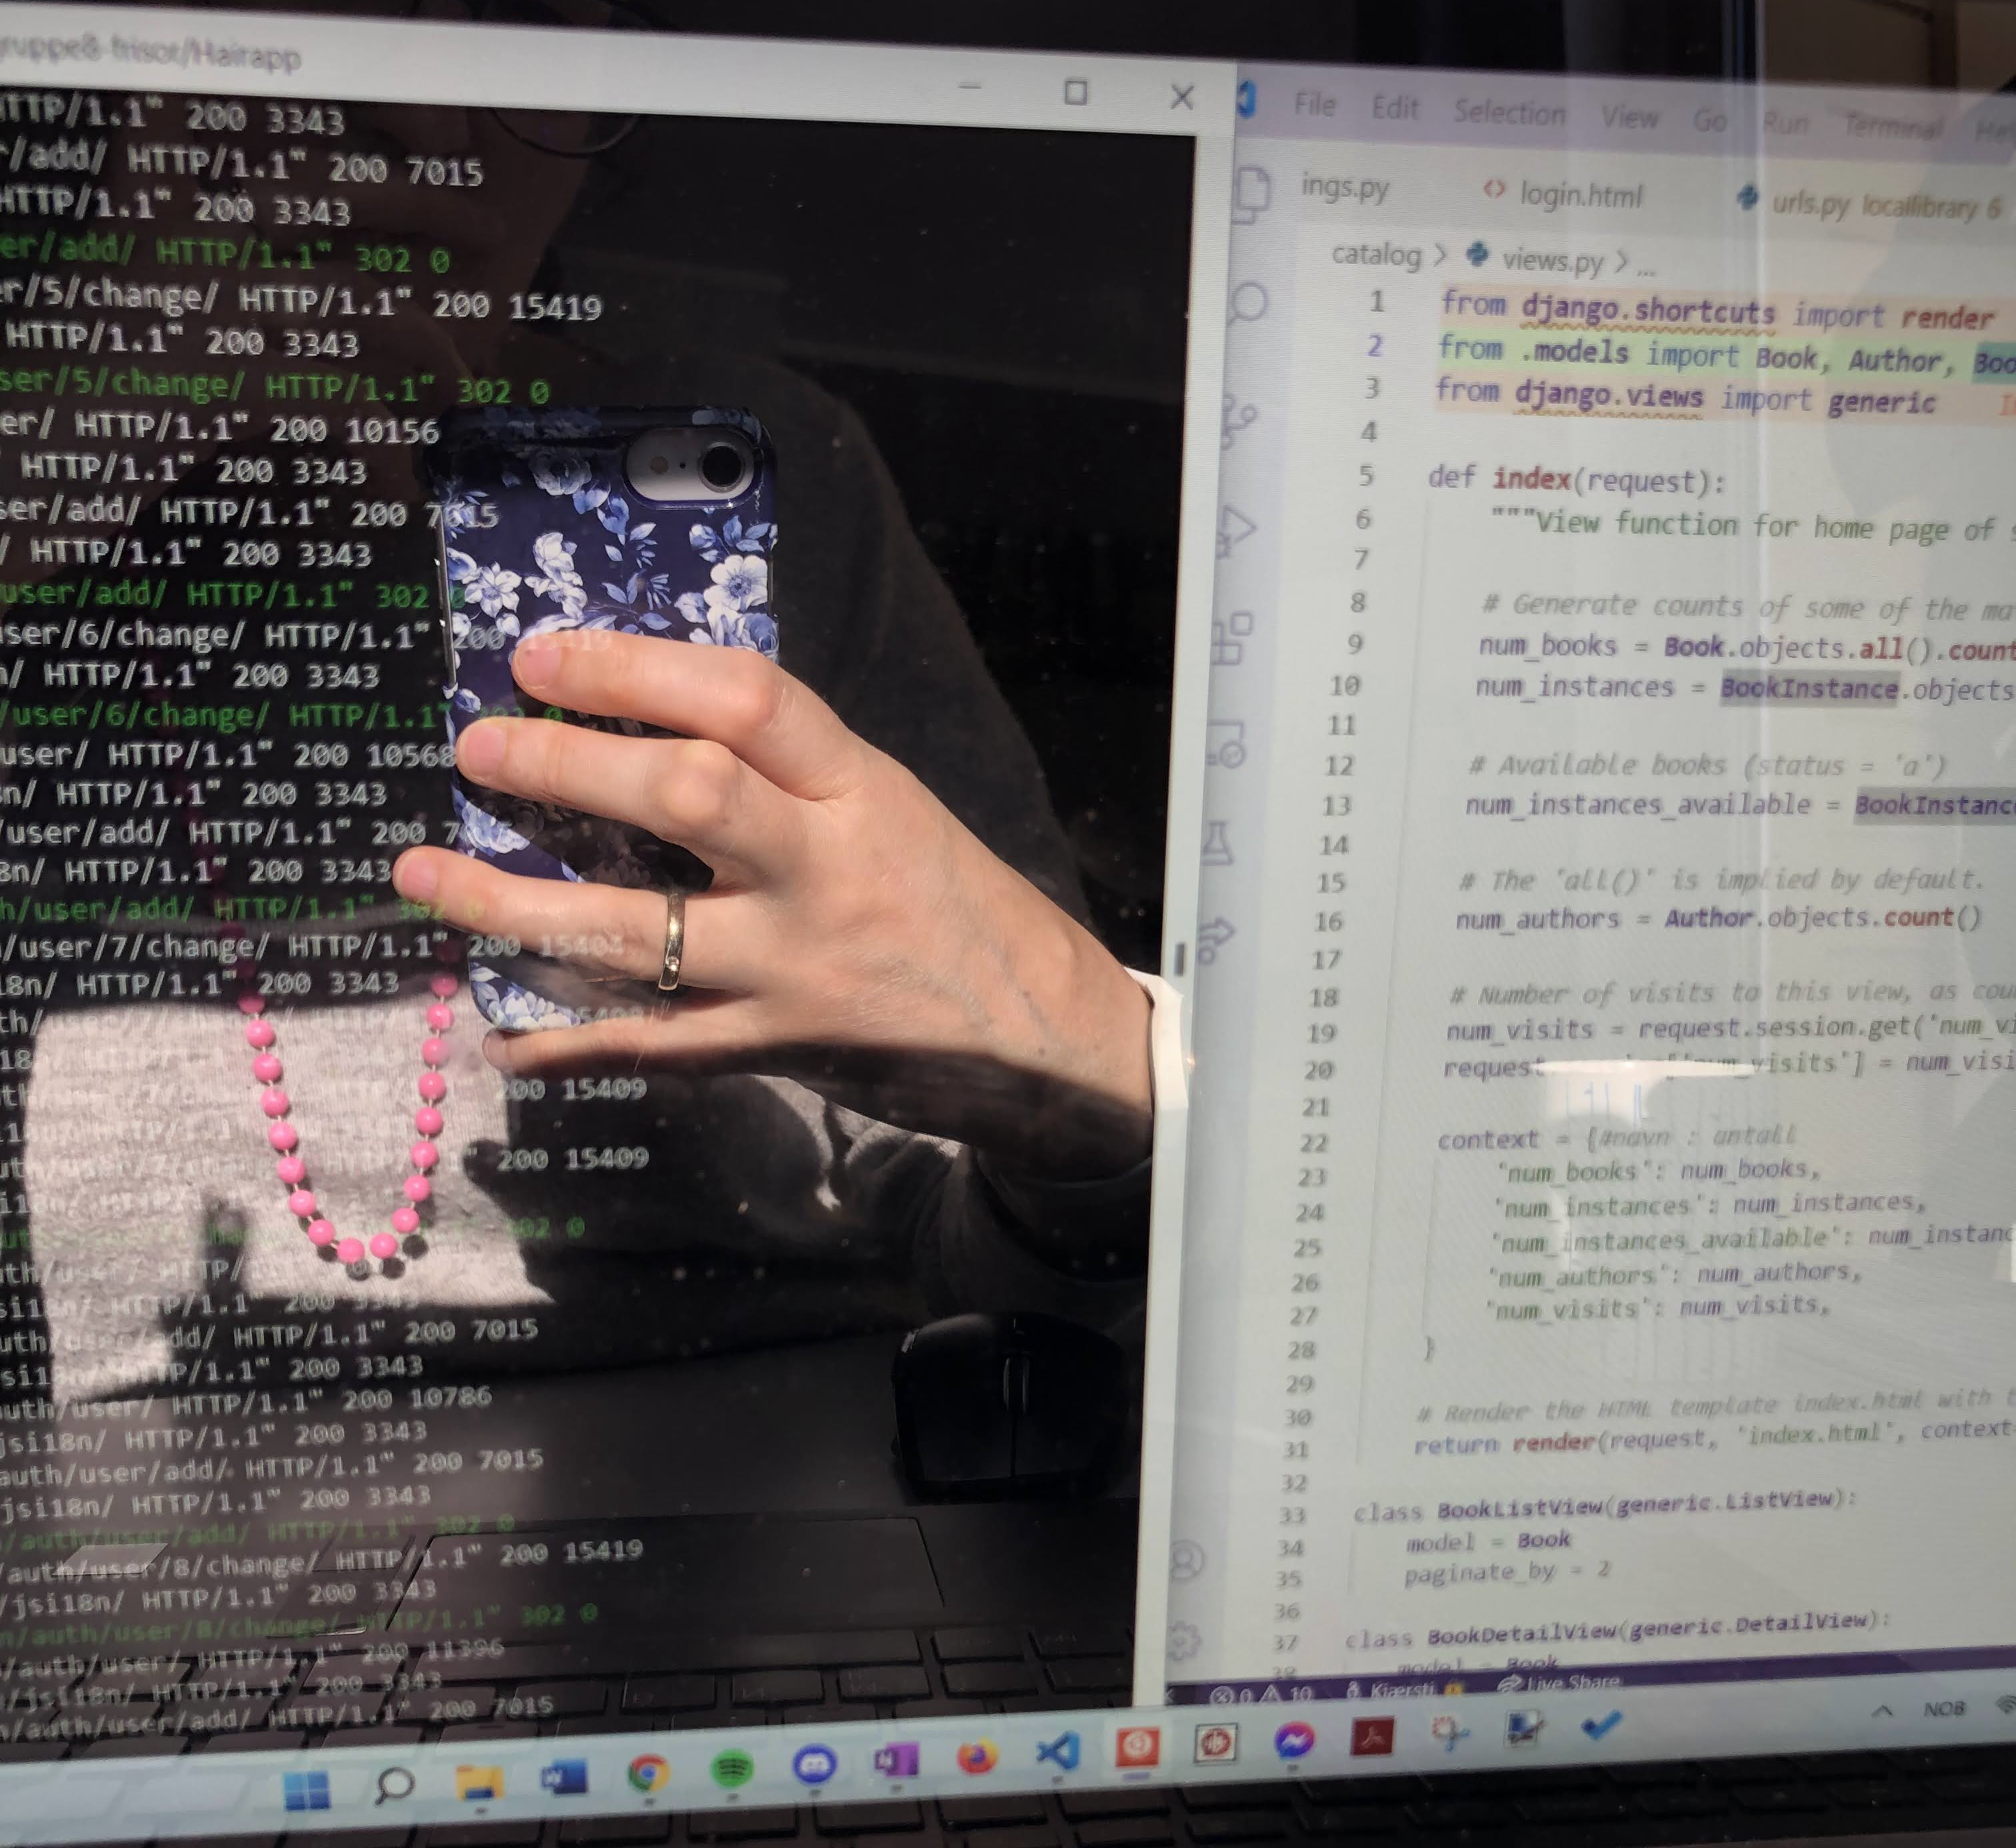 ruppe8-frisor/Hairapp
TTP/1.1" 200 3343
r/add/ HTTP/1.1" 200 7015
HTTP/1.1" 200 3343
er/add/ HTTP/1.1" 302 0
r/5/change/ HTTP/1.1" 200 15419
HTTP/1.1" 200 3343
ser/5/change/ HTTP/1.1" 302 0
er/ HTTP/1.1" 200 10156
HTTP/1.1" 200 3343
ser/add/ HTTP/1.1" 200 7015
/ HTTP/1.1" 200 3343
user/add/ HTTP/1.1" 302 0
ser/6/change/ HTTP/1.1" 200
n/ HTTP/1.1" 200 3343
/user/6/change/ HTTP/1.1" 302 0
user/ HTTP/1.1" 200 10568
8n/ HTTP/1.1" 200 3343
/user/add/ HTTP/1.1" 200
8n/ HTTP/1.1" 200 3343
h/user/add/ HTTP/1.1" 302 0
/user/7/change/ HTTP/1.1" 200 15404
i8n/ HTTP/1.1" 200 3343
th/
18
200 15409
200 15409
302 0
th/user/ HTTP/
si18n/ HTTP/1.1" 200 3343
uth/user/add/ HTTP/1.1" 200 7015
si18n/ HTTP/1.1" 200 3343
auth/user/ HTTP/1.1" 200 10786
jsi18n/ HTTP/1.1" 200 3343
auth/user/add/ HTTP/1.1" 200 7015
jsi18n/ HTTP/1.1" 200 3343
/auth/user/add/ HTTP/1.1" 302 0
/auth/user/8/change/ HTTP/1.1" 200 15419
/jsi18n/ HTTP/1.1" 200 3343
n/auth/user/8/change/ HTTP/1.1" 302 0
/auth/user/ HTTP/1.1" 200 11396
/jsi18n/ HTTP/1.1" 200 3343
n/auth/user/add/ HTTP/1.1" 200 7015
File Edit Selection View Go Run Terminal He
ings.py <> login.html urls.py locallibrary 6
catalog > views.py > ...
1 from django.shortcuts import render
2 from .models import Book, Author, Boo
3 from django.views import generic
4
5 def index(request):
6 """View function for home page of s
7
8 # Generate counts of some of the ma
9 num_books = Book.objects.all().count
10 num_instances = BookInstance.objects
11
12 # Available books (status = 'a')
13 num_instances_available = BookInstanc
14
15 # The 'all()' is implied by default.
16 num_authors = Author.objects.count()
17
18 # Number of visits to this view, as cou
19 num_visits = request.session.get('num_vi
20 request num_visits'] = num_visi
21
22 context = {#navn : antall
23 'num_books': num_books,
24 'num_instances': num_instances,
25 'num_instances_available': num_instanc
26 'num_authors': num_authors,
27 'num_visits': num_visits,
28 }
29
30 # Render the HTML template index.html with t
31 return render(request, 'index.html', context
32
33 class BookListView(generic.ListView):
34 model = Book
35 paginate_by = 2
36
37 class BookDetailView(generic.DetailView):
38 model = Book
0 10 Kjærsti Live Share
NOB